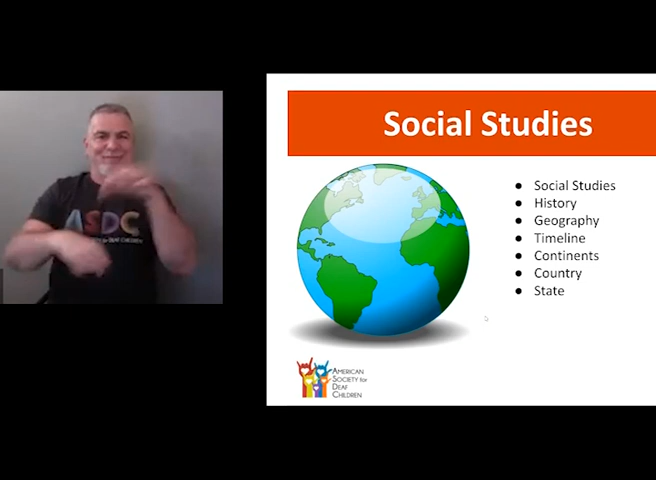 Social Studies
ASDC
Social Studies
History
Geography
Timeline
Continents
Country
State
AMERICAN
SOCIETY for
DEAF
CHILDREN